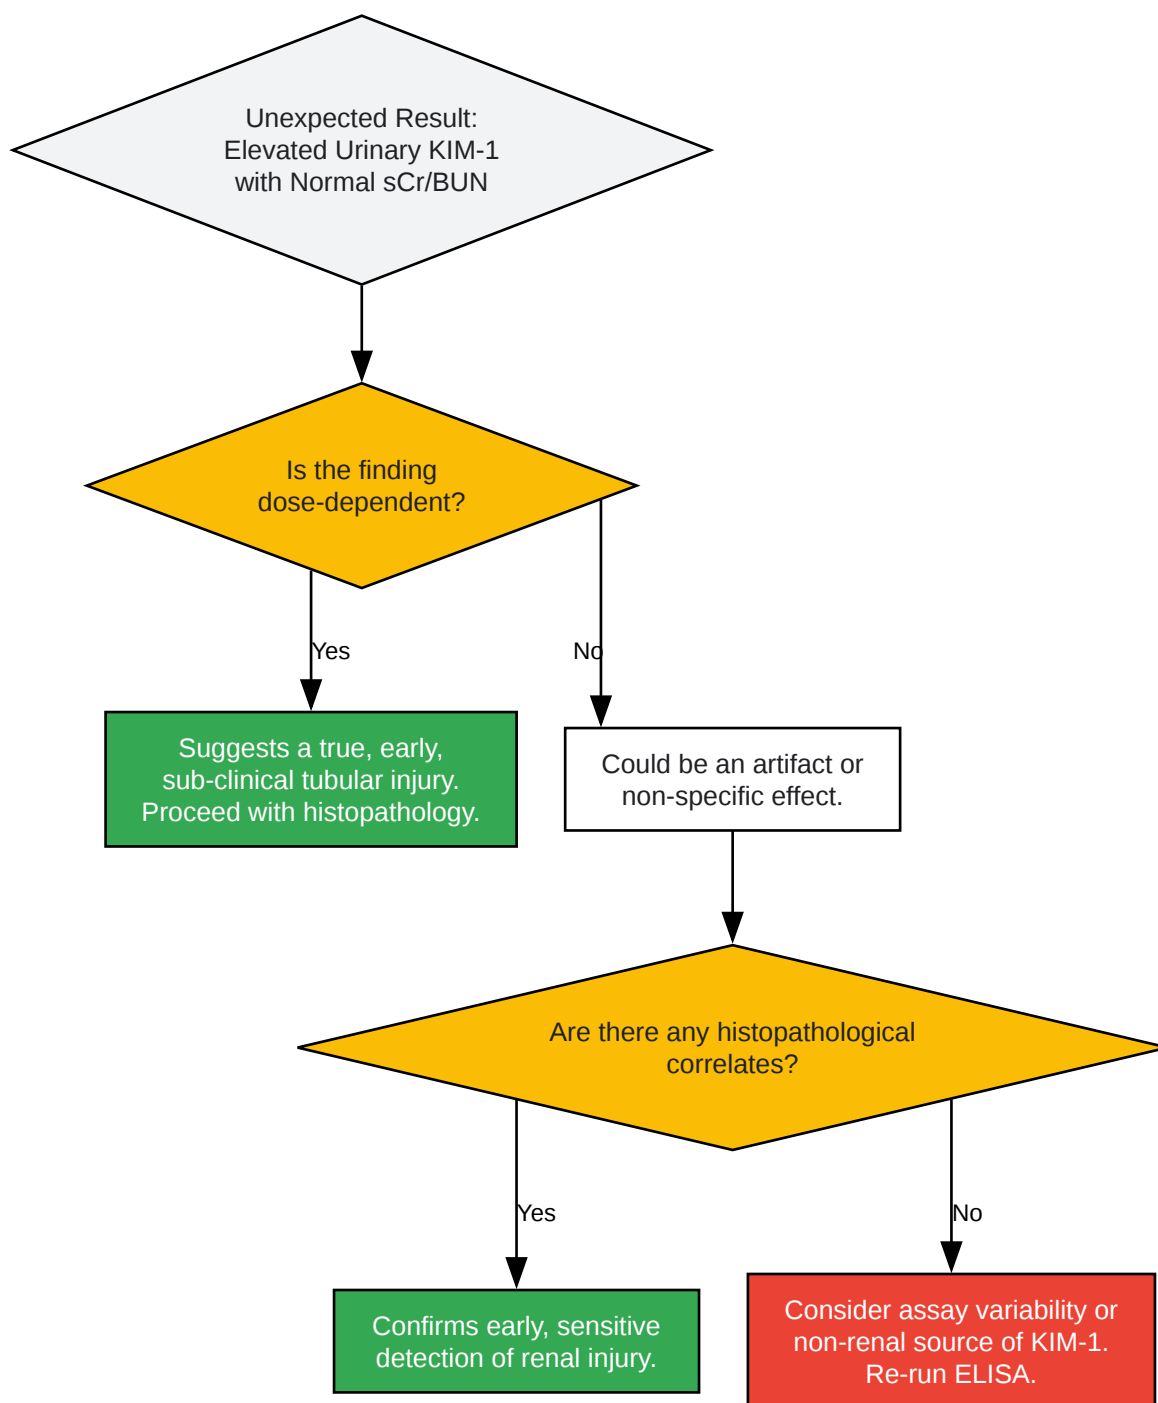 Unexpected Result:
Elevated Urinary KIM-1
with Normal sCr/BUN
Is the finding
dose-dependent?
Yes
No
Suggests a true, early,
sub-clinical tubular injury.
Proceed with histopathology.
Could be an artifact or
non-specific effect.
Are there any histopathological
correlates?
Yes
No
Confirms early, sensitive
detection of renal injury.
Consider assay variability or
non-renal source of KIM-1.
Re-run ELISA.